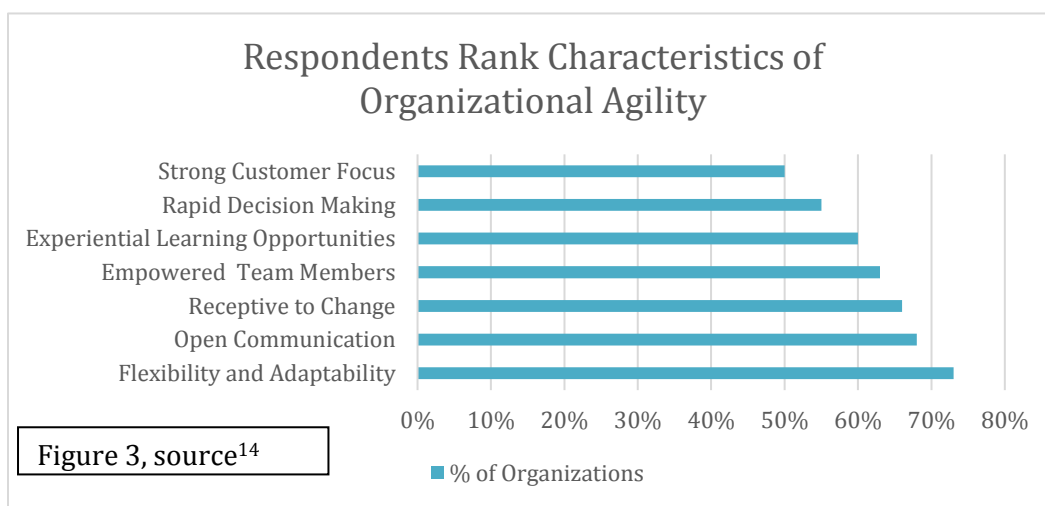 Respondents Rank Characteristics of
Organizational Agility
Strong Customer Focus
Rapid Decision Making
Experiential Learning Opportunities
Empowered  Team Members
Receptive to Change
Open Communication
Flexibility and Adaptability
0% 10% 20% 30% 40% 50% 60% 70% 80%
Figure 3, source¹⁴
% of Organizations